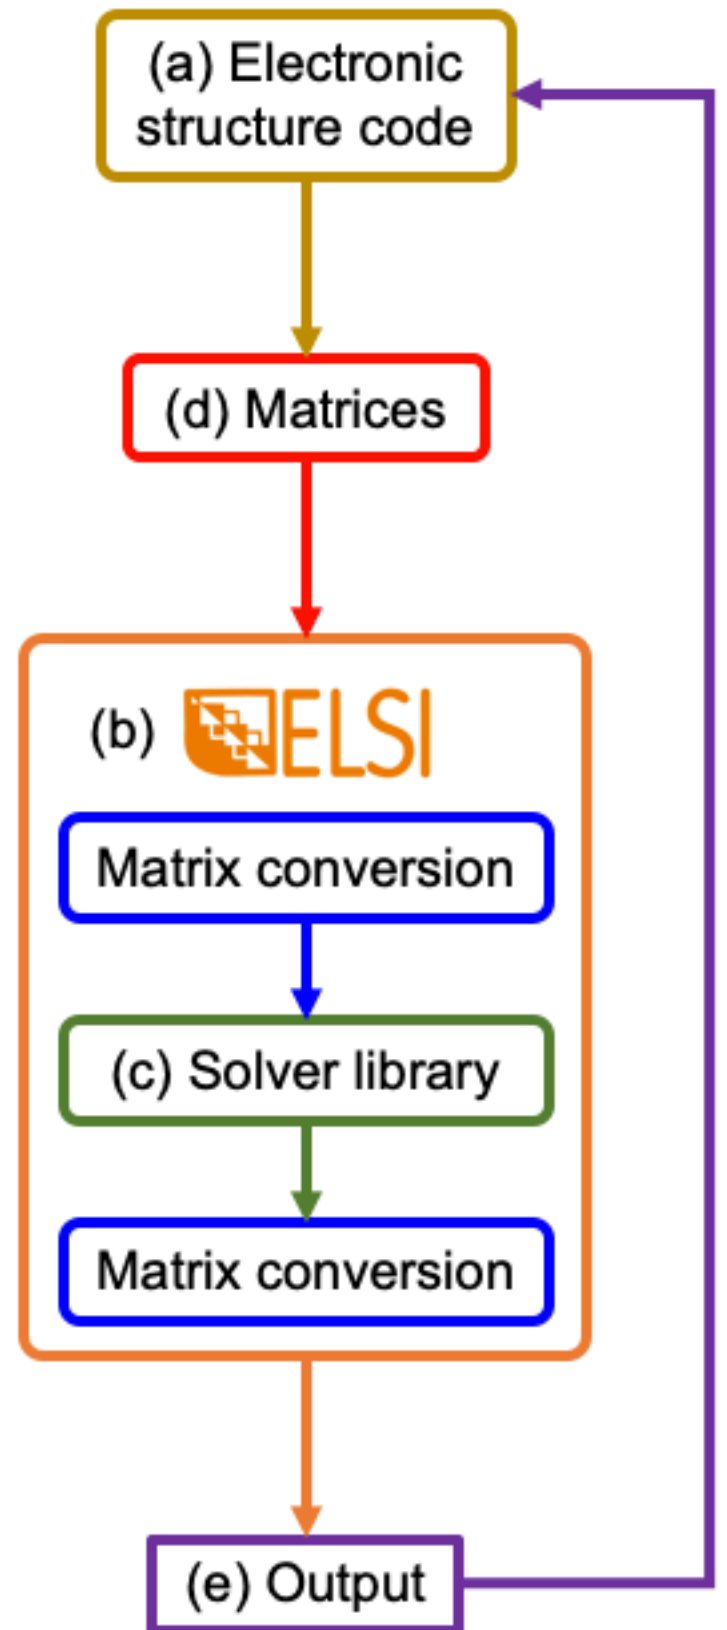 (a) Electronic
structure code
(d) Matrices
(b) ELSI
Matrix conversion
(c) Solver library
Matrix conversion
(e) Output